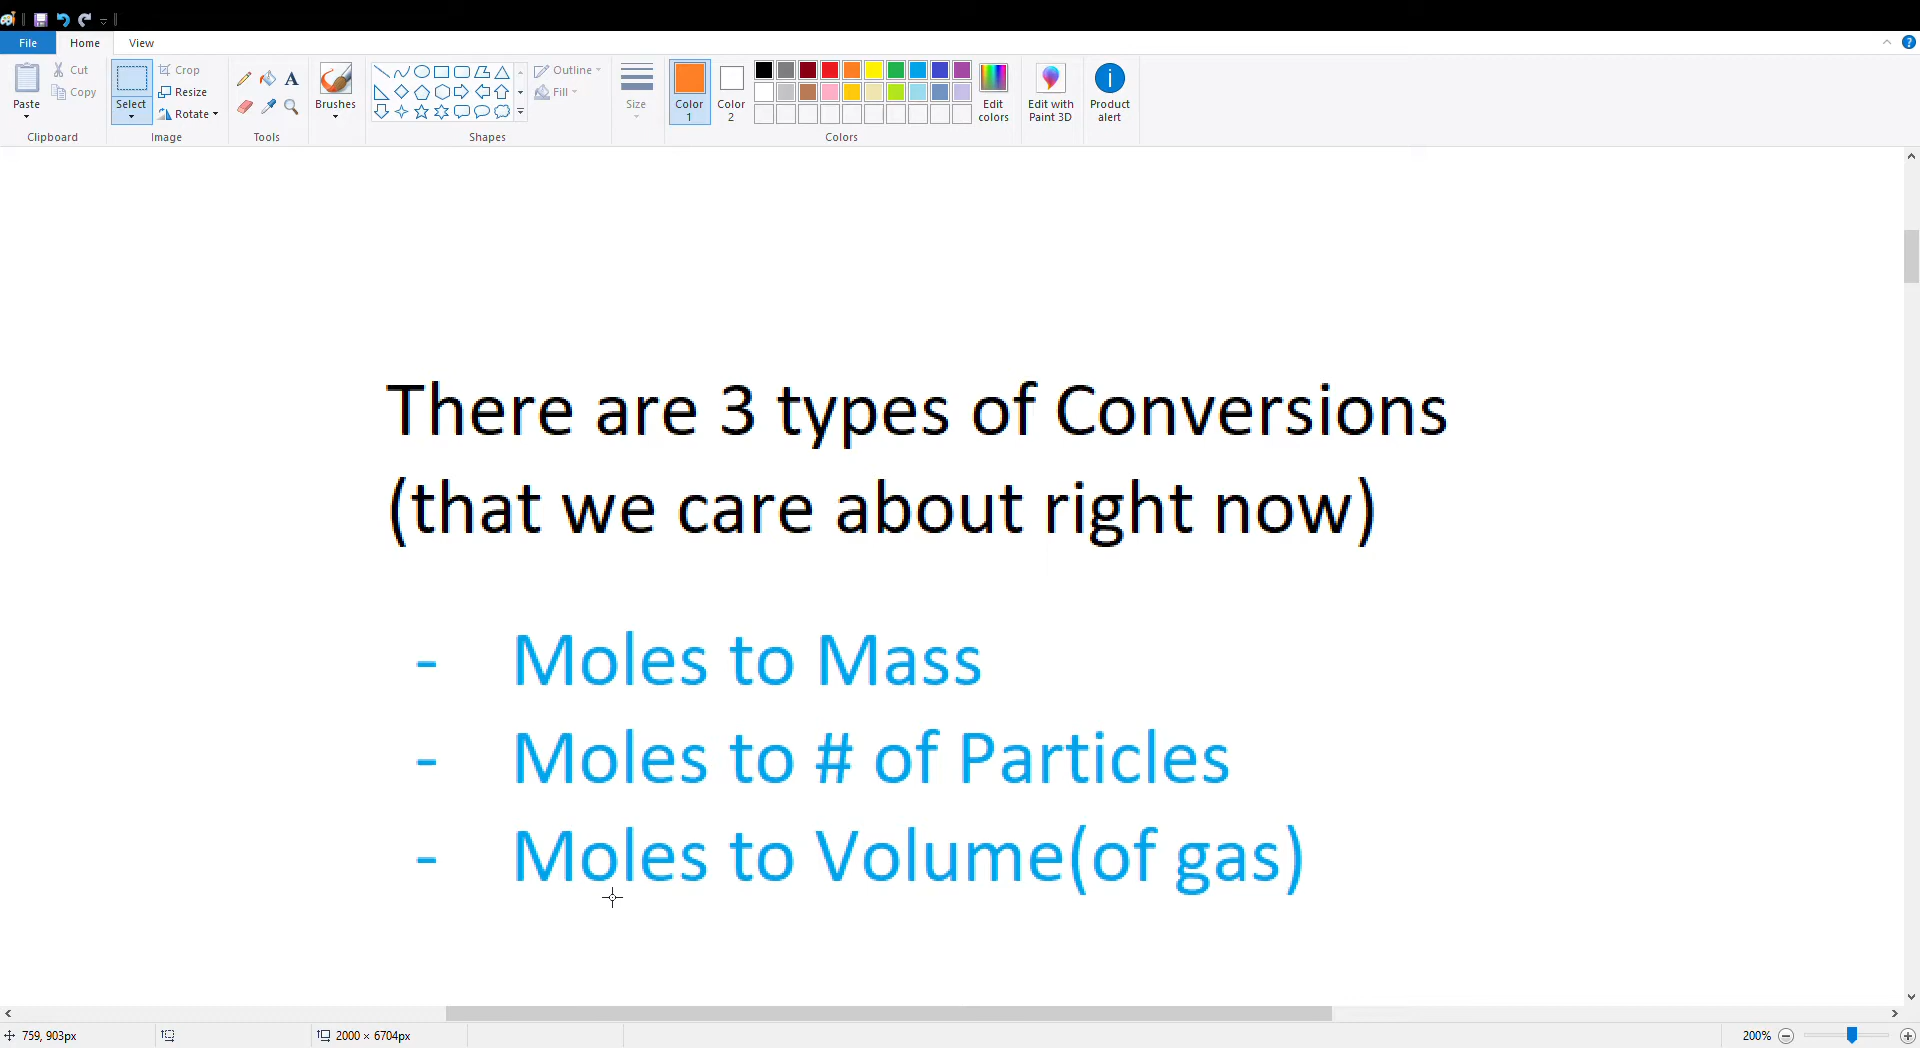 File Home View
Paste
Cut
Copy
Clipboard
Select
Crop
Resize
Rotate
Image
A
Tools
Brushes
Shapes
Outline
Fill
Size
Color 1
Color 2
Colors
Edit colors
Edit with Paint 3D
Product alert
There are 3 types of Conversions
(that we care about right now)
- Moles to Mass
- Moles to # of Particles
- Moles to Volume(of gas)
759, 903px 2000 × 6704px 200%